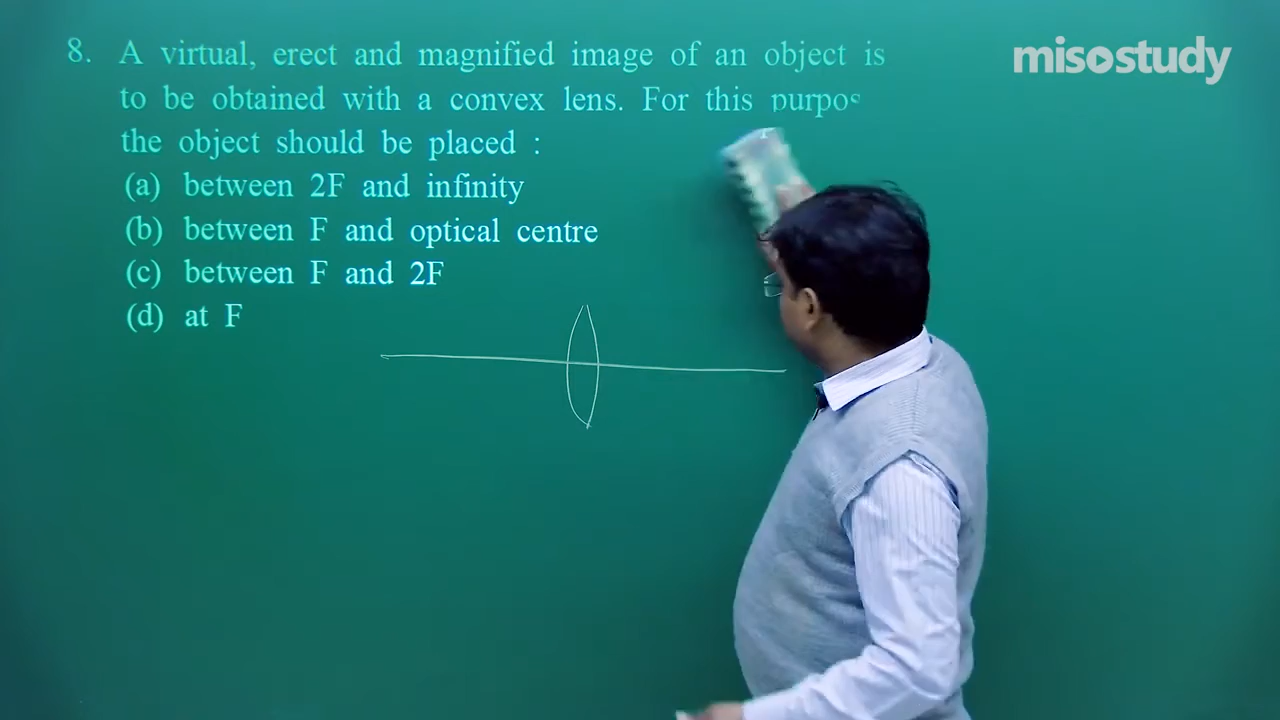 8. A virtual, erect and magnified image of an object is
to be obtained with a convex lens. For this
the object should be placed :
(a) between 2F and infinity
(b) between F and optical centre
(c) between F and 2F
(d) at F
misostudy